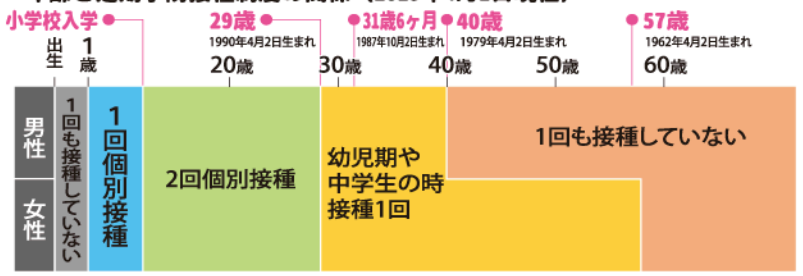 小学校入学
29歳
31歳6ヶ月
40歳
57歳
1990年4月2日生まれ
1987年10月2日生まれ
1979年4月2日生まれ
1962年4月2日生まれ
出生
1歳
20歳
30歳
40歳
50歳
60歳
男性
女性
1回も接種していない
1回個別接種
2回個別接種
幼児期や
中学生の時
接種1回
1回も接種していない